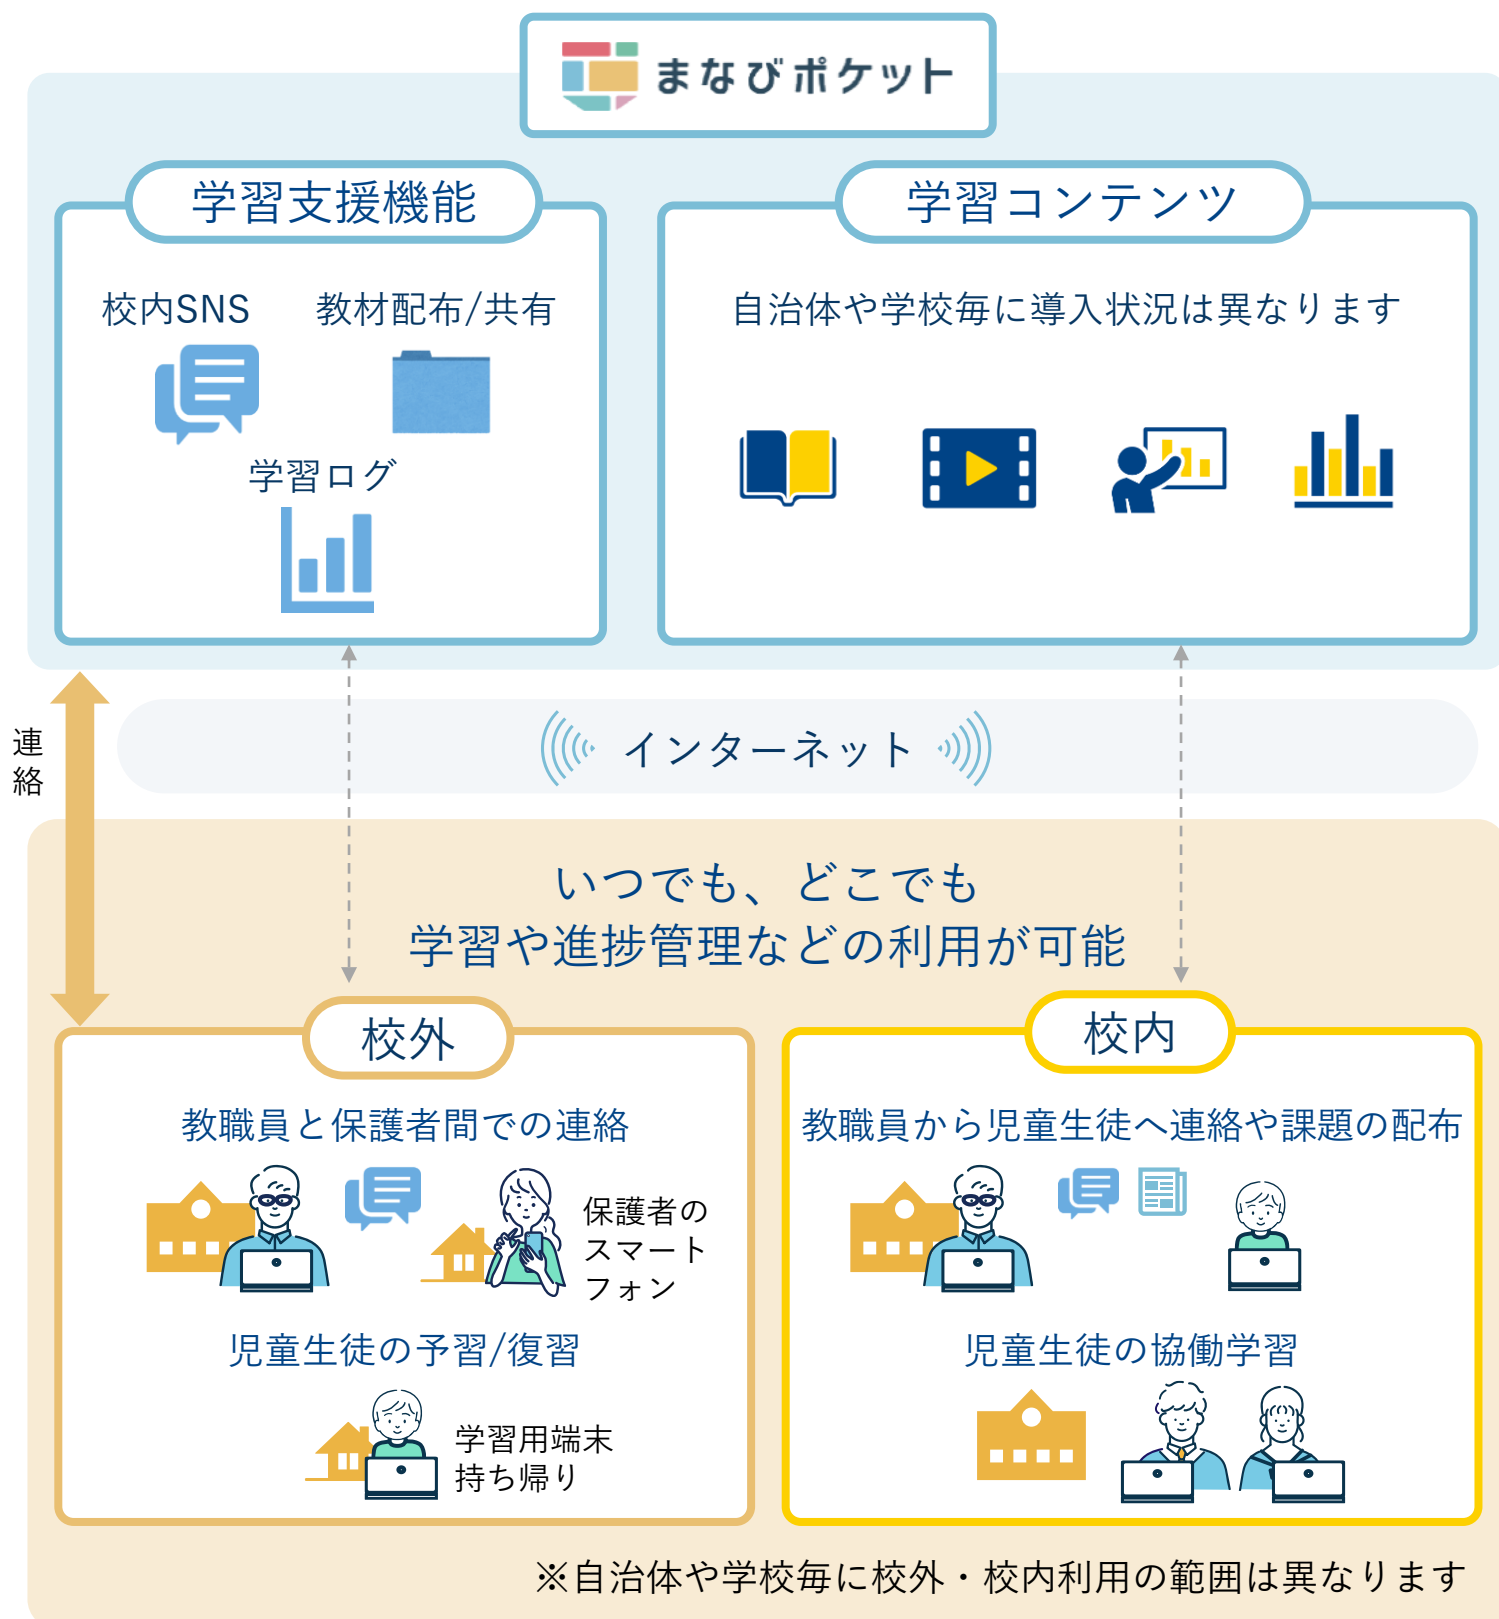 まなびポケット
学習支援機能
校内SNS
教材配布/共有
学習ログ
学習コンテンツ
自治体や学校毎に導入状況は異なります
連
絡
インターネット
いつでも、どこでも
学習や進捗管理などの利用が可能
校外
教職員と保護者間での連絡
保護者の
スマート
フォン
児童生徒の予習/復習
学習用端末
持ち帰り
校内
教職員から児童生徒へ連絡や課題の配布
児童生徒の協働学習
※自治体や学校毎に校外・校内利用の範囲は異なります